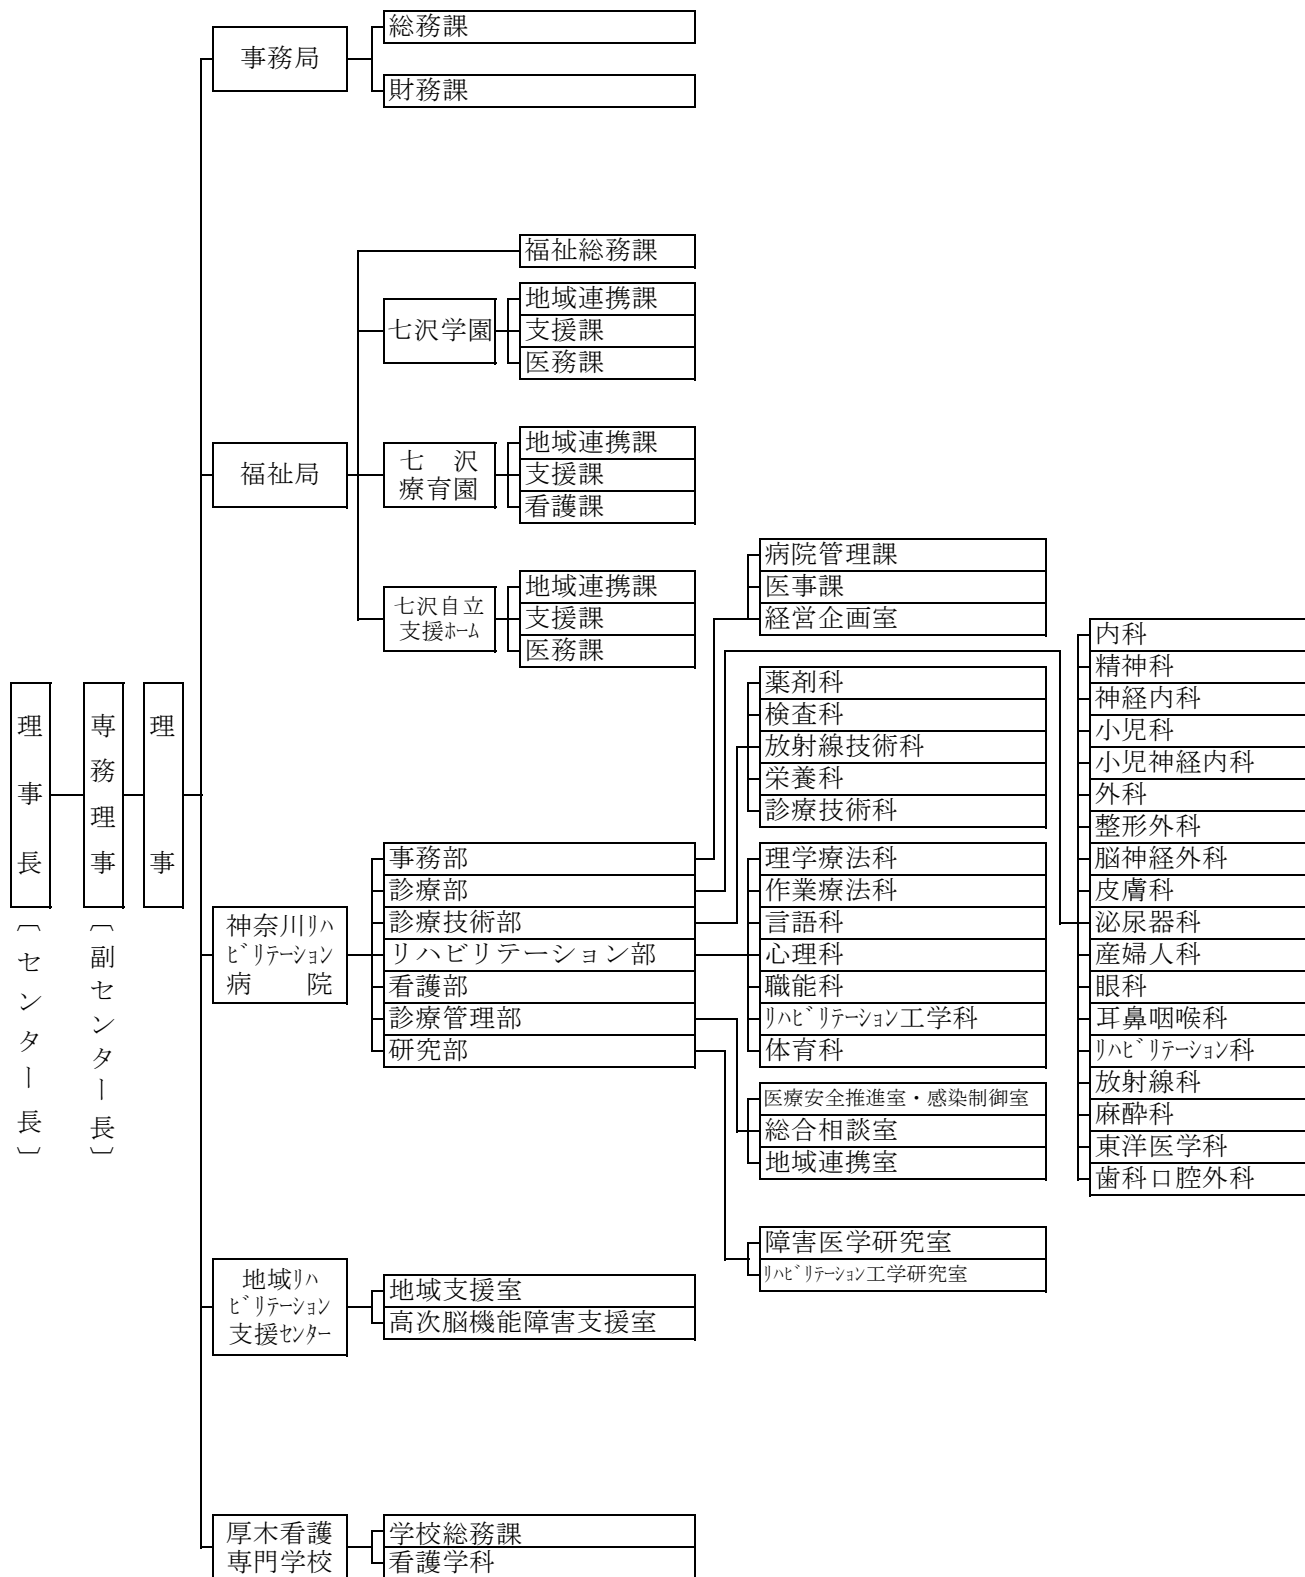 理事長
〔センター長〕
専務理事
〔副センター長〕
理事
事務局
総務課
財務課
福祉局
福祉総務課
七沢学園
地域連携課
支援課
医務課
七沢
療育園
地域連携課
支援課
看護課
七沢自立
支援ﾎｰﾑ
地域連携課
支援課
医務課
神奈川ﾘﾊ
ﾋﾞﾘﾃｰｼｮﾝ
病院
事務部
診療部
診療技術部
リハビリテーション部
看護部
診療管理部
研究部
病院管理課
医事課
経営企画室
薬剤科
検査科
放射線技術科
栄養科
診療技術科
理学療法科
作業療法科
言語科
心理科
職能科
ﾘﾊﾋﾞﾘﾃｰｼｮﾝ工学科
体育科
医療安全推進室・感染制御室
総合相談室
地域連携室
障害医学研究室
ﾘﾊﾋﾞﾘﾃｰｼｮﾝ工学研究室
内科
精神科
神経内科
小児科
小児神経内科
外科
整形外科
脳神経外科
皮膚科
泌尿器科
産婦人科
眼科
耳鼻咽喉科
ﾘﾊﾋﾞﾘﾃｰｼｮﾝ科
放射線科
麻酔科
東洋医学科
歯科口腔外科
地域ﾘﾊ
ﾋﾞﾘﾃｰｼｮﾝ
支援ｾﾝﾀｰ
地域支援室
高次脳機能障害支援室
厚木看護
専門学校
学校総務課
看護学科